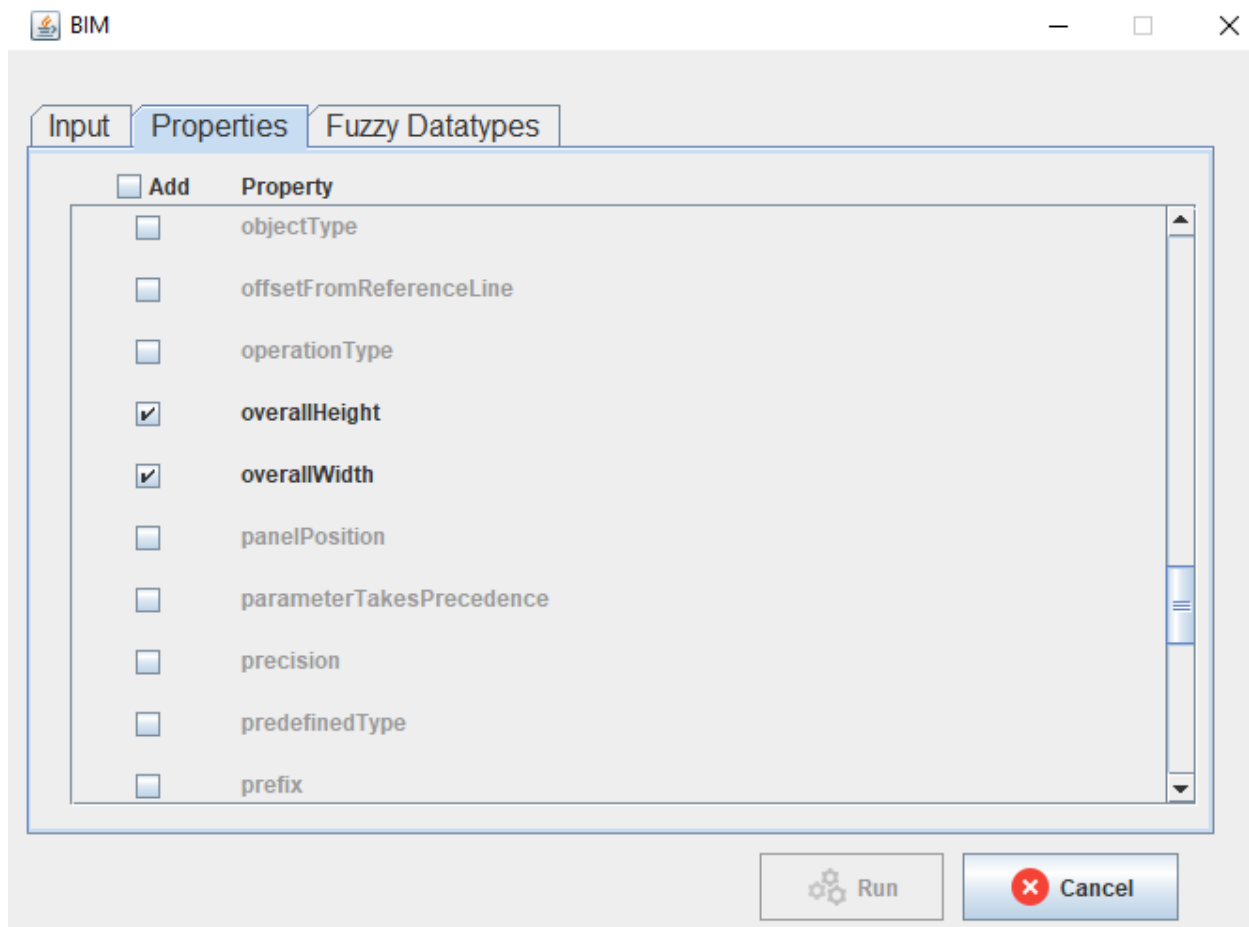 BIM
Input Properties Fuzzy Datatypes
Add Property
objectType
offsetFromReferenceLine
operationType
overallHeight
overallWidth
panelPosition
parameterTakesPrecedence
precision
predefinedType
prefix
Run Cancel